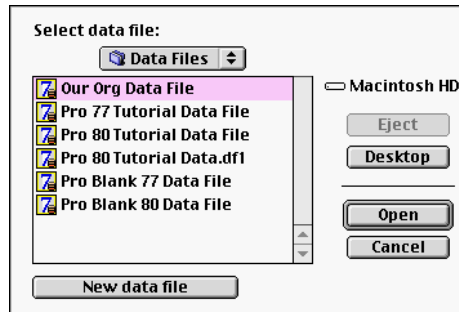 Select data file:
Data Files
Our Org Data File
Pro 77 Tutorial Data File
Pro 80 Tutorial Data File
Pro 80 Tutorial Data.df1
Pro Blank 77 Data File
Pro Blank 80 Data File
Macintosh HD
Eject
Desktop
Open
Cancel
New data file